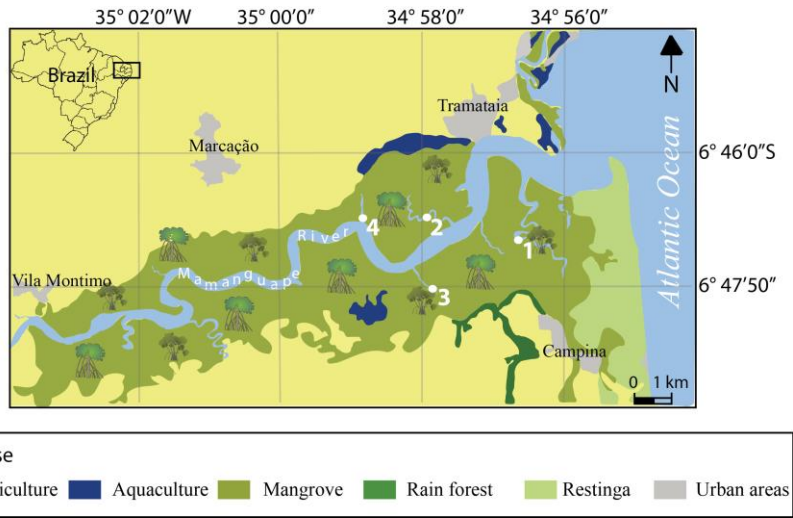 35° 02′0″W 35° 00′0″ 34° 58′0″ 34° 56′0″
Brazil
N
Tramataia
Marcação
6° 46′0″S
Atlantic Ocean
4
2
River
1
Mamanguape
Vila Montimo
3
6° 47′50″
Campina
0 1 km
se
iculture Aquaculture Mangrove Rain forest Restinga Urban areas